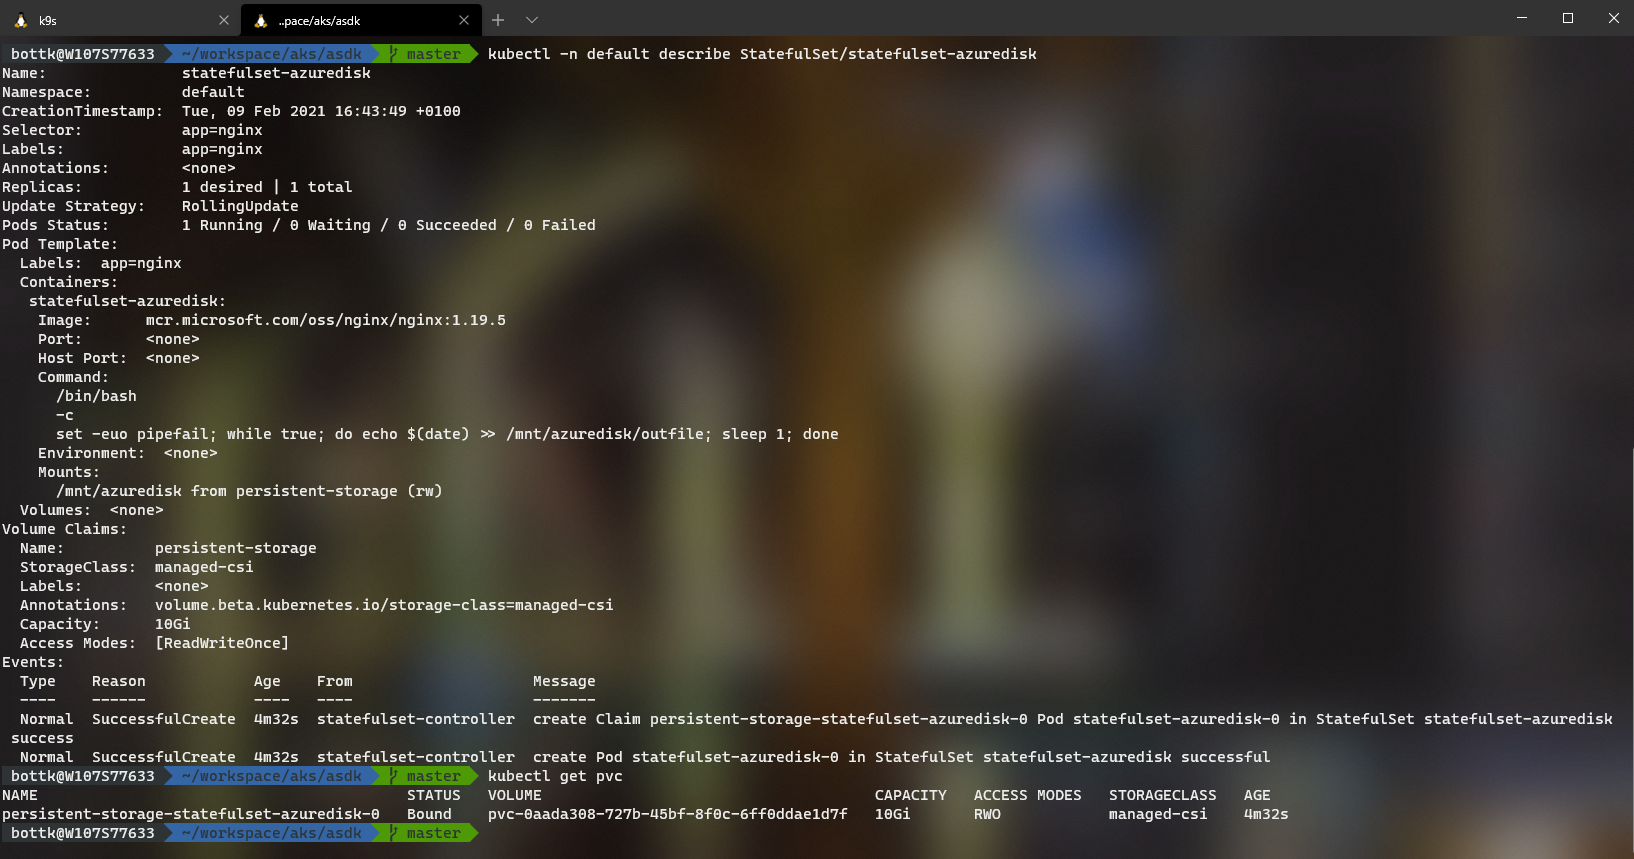 k9s
..pace/aks/asdk
bottk@W107S77633 ~/workspace/aks/asdk master kubectl -n default describe StatefulSet/statefulset-azuredisk
Name: statefulset-azuredisk
Namespace: default
CreationTimestamp: Tue, 09 Feb 2021 16:43:49 +0100
Selector: app=nginx
Labels: app=nginx
Annotations: <none>
Replicas: 1 desired | 1 total
Update Strategy: RollingUpdate
Pods Status: 1 Running / 0 Waiting / 0 Succeeded / 0 Failed
Pod Template:
Labels: app=nginx
Containers:
statefulset-azuredisk:
Image: mcr.microsoft.com/oss/nginx/nginx:1.19.5
Port: <none>
Host Port: <none>
Command:
/bin/bash
-c
set -euo pipefail; while true; do echo $(date) >> /mnt/azuredisk/outfile; sleep 1; done
Environment: <none>
Mounts:
/mnt/azuredisk from persistent-storage (rw)
Volumes: <none>
Volume Claims:
Name: persistent-storage
StorageClass: managed-csi
Labels: <none>
Annotations: volume.beta.kubernetes.io/storage-class=managed-csi
Capacity: 10Gi
Access Modes: [ReadWriteOnce]
Events:
Type Reason Age From Message
---- ------ ---- ---- -------
Normal SuccessfulCreate 4m32s statefulset-controller create Claim persistent-storage-statefulset-azuredisk-0 Pod statefulset-azuredisk-0 in StatefulSet statefulset-azuredisk
success
Normal SuccessfulCreate 4m32s statefulset-controller create Pod statefulset-azuredisk-0 in StatefulSet statefulset-azuredisk successful
bottk@W107S77633 ~/workspace/aks/asdk master kubectl get pvc
NAME STATUS VOLUME CAPACITY ACCESS MODES STORAGECLASS AGE
persistent-storage-statefulset-azuredisk-0 Bound pvc-0aada308-727b-45bf-8f0c-6ff0ddae1d7f 10Gi RWO managed-csi 4m32s
bottk@W107S77633 ~/workspace/aks/asdk master